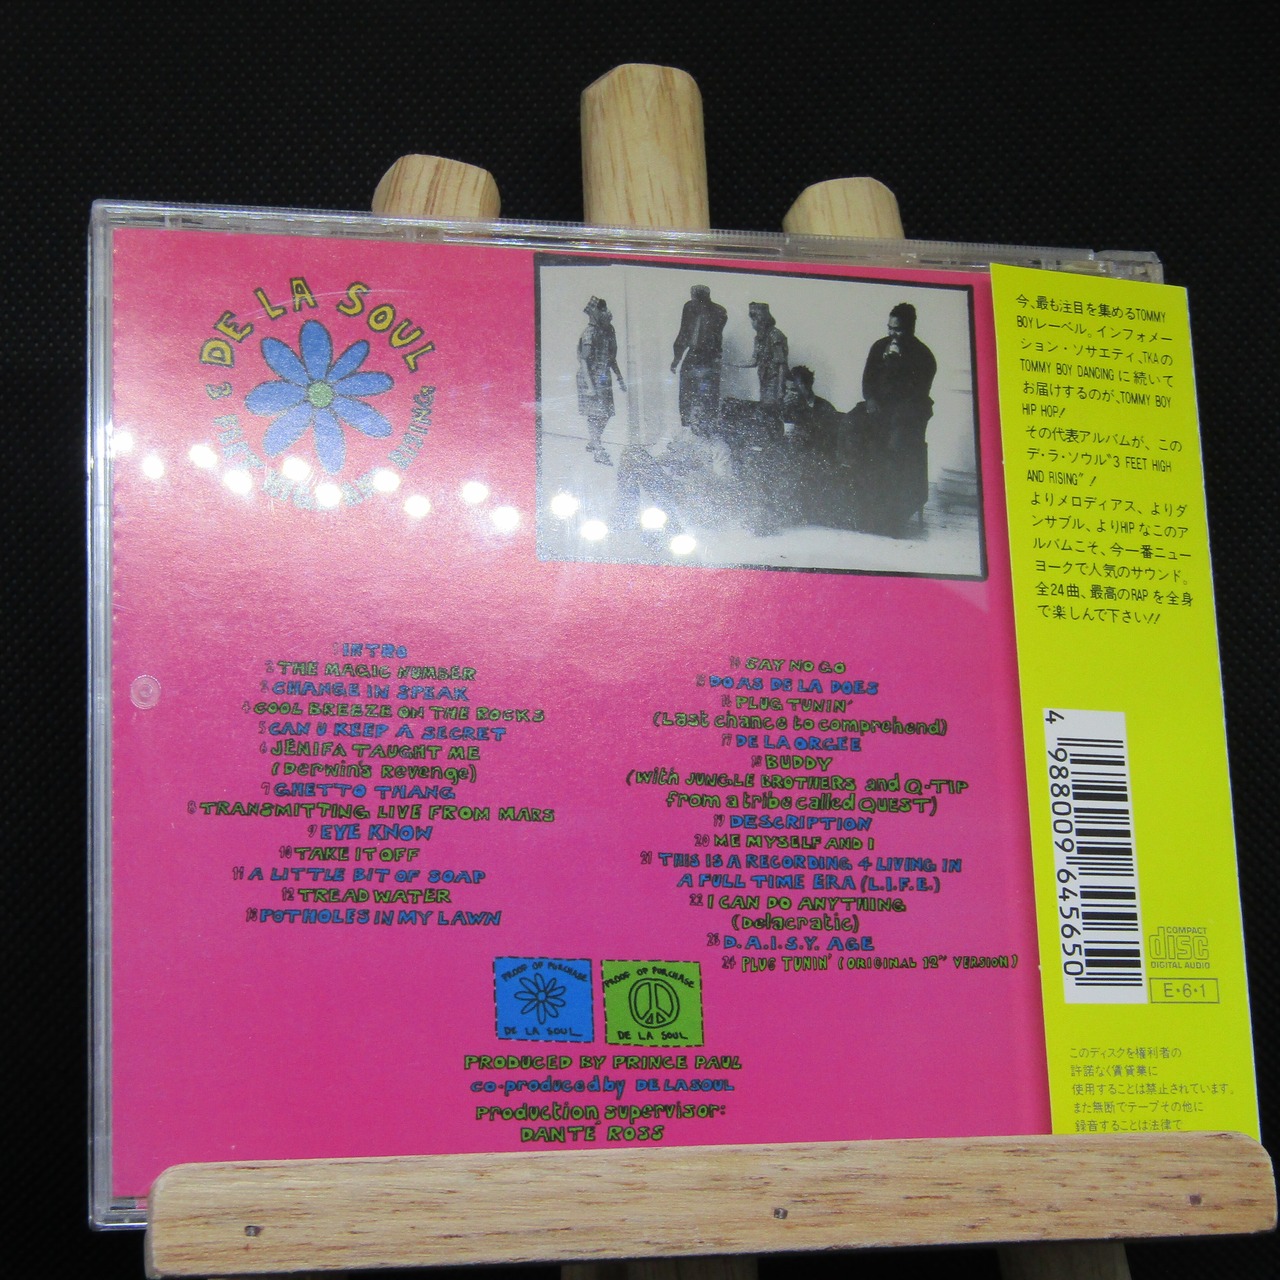 DE LA SOUL
3 FEET HIGH AND RISING
1 INTRO
2 THE MAGIC NUMBER
3 CHANGE IN SPEAK
4 COOL BREEZE ON THE ROCKS
5 CAN U KEEP A SECRET
6 JENIFA TAUGHT ME
(Derwin's Revenge)
7 GHETTO THANG
8 TRANSMITTING LIVE FROM MARS
9 EYE KNOW
10 TAKE IT OFF
11 A LITTLE BIT OF SOAP
12 TREAD WATER
13 POTHOLES IN MY LAWN
14 SAY NO GO
15 DO AS DE LA DOES
16 PLUG TUNIN'
(Last chance to comprehend)
17 DE LA ORGEE
18 BUDDY
(with JUNGLE BROTHERS and Q-TIP
from a tribe called QUEST)
19 DESCRIPTION
20 ME MYSELF AND I
21 THIS IS A RECORDING 4 LIVING IN
A FULL TIME ERA (L.I.F.E.)
22 I CAN DO ANYTHING
(Delacratic)
23 D.A.I.S.Y. AGE
24 PLUG TUNIN' (ORIGINAL 12" VERSION)
PROOF OF PURCHASE
DE LA SOUL
PROOF OF PURCHASE
DE LA SOUL
PRODUCED BY PRINCE PAUL
co-produced by DE LA SOUL
Production supervisor:
DANTE ROSS
今、最も注目を集めるTOMMY
BOYレーベル。インフォメー
ション・ソサエティ、TKAの
TOMMY BOY DANCINGに続いて
お届けするのが、TOMMY BOY
HIP HOP!
その代表アルバムが、この
デ・ラ・ソウル"3 FEET HIGH
AND RISING"!
よりメロディアス、よりダ
ンサブル、よりHIPなこのア
ルバムこそ、今一番ニュー
ヨークで人気のサウンド。
全24曲、最高のRAPを全身
で楽しんで下さい!!
4 988009 645650
COMPACT
disc
DIGITAL AUDIO
E・6・1
このディスクを権利者の
許諾なく賃貸業に
使用することは禁止されています。
また無断でテープその他に
録音することは法律で